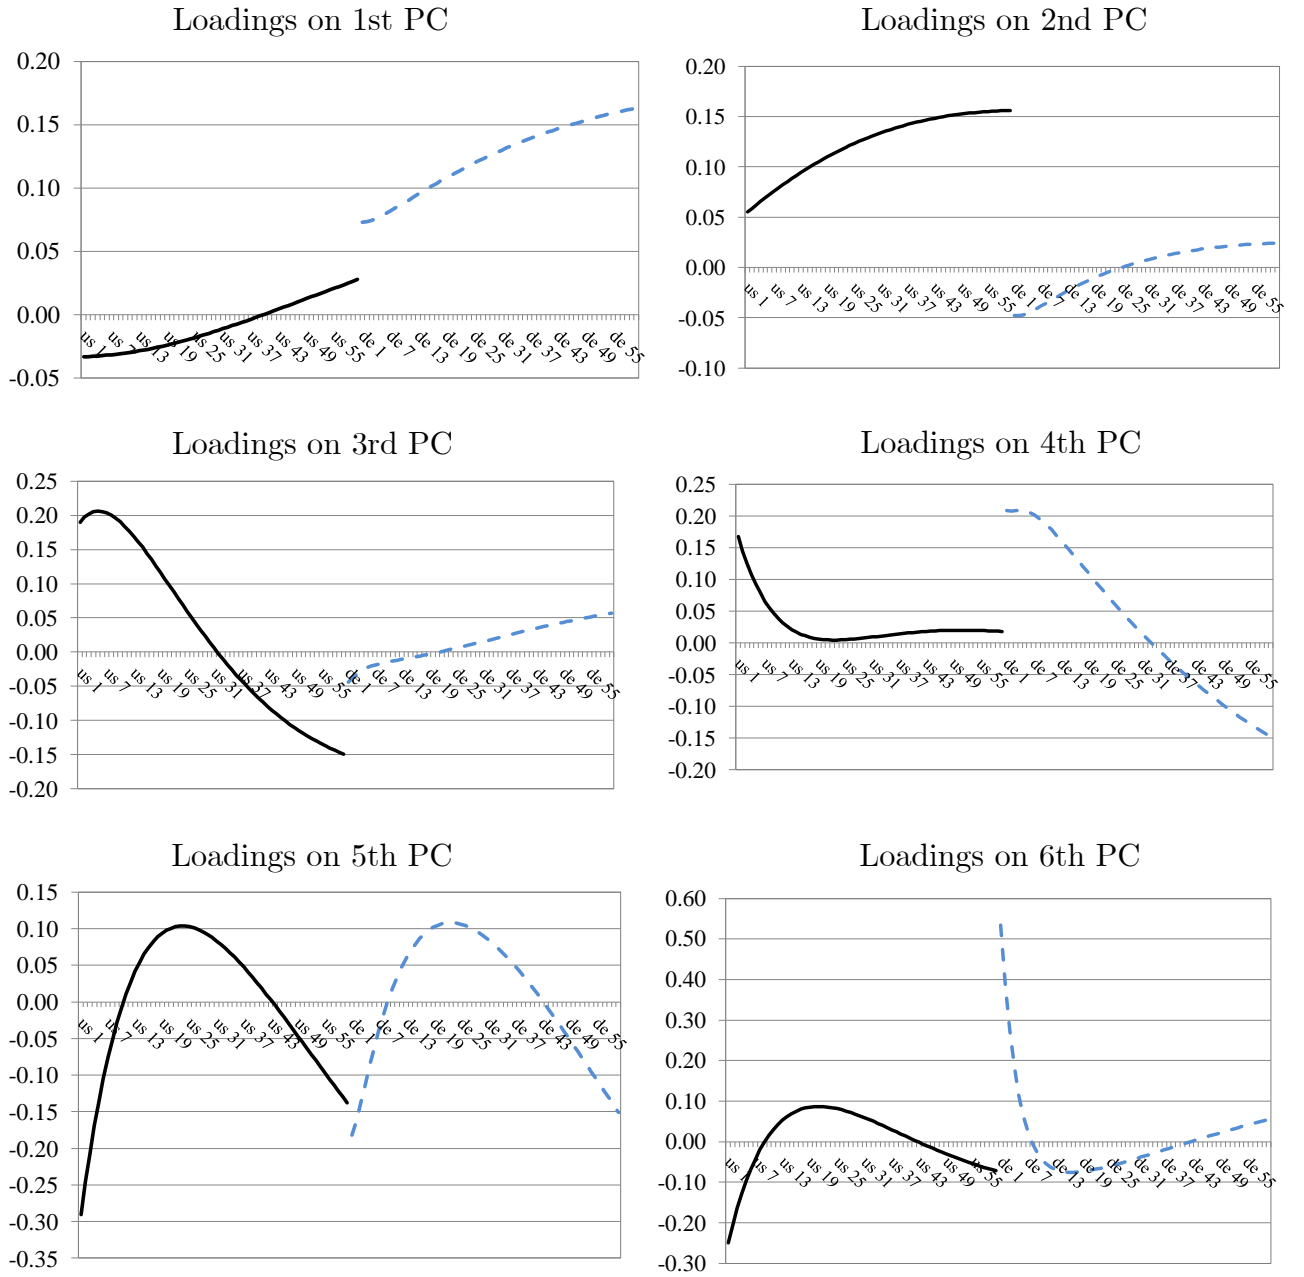 Loadings on 1st PC
0.20
0.15
0.10
0.05
0.00
-0.05
us 1
us 7
us 13
us 19
us 25
us 31
us 37
us 43
us 49
us 55
de 1
de 7
de 13
de 19
de 25
de 31
de 37
de 43
de 49
de 55
Loadings on 2nd PC
0.20
0.15
0.10
0.05
0.00
-0.05
-0.10
us 1
us 7
us 13
us 19
us 25
us 31
us 37
us 43
us 49
us 55
de 1
de 7
de 13
de 19
de 25
de 31
de 37
de 43
de 49
de 55
Loadings on 3rd PC
0.25
0.20
0.15
0.10
0.05
0.00
-0.05
-0.10
-0.15
-0.20
us 1
us 7
us 13
us 19
us 25
us 31
us 37
us 43
us 49
us 55
de 1
de 7
de 13
de 19
de 25
de 31
de 37
de 43
de 49
de 55
Loadings on 4th PC
0.25
0.20
0.15
0.10
0.05
0.00
-0.05
-0.10
-0.15
-0.20
us 1
us 7
us 13
us 19
us 25
us 31
us 37
us 43
us 49
us 55
de 1
de 7
de 13
de 19
de 25
de 31
de 37
de 43
de 49
de 55
Loadings on 5th PC
0.15
0.10
0.05
0.00
-0.05
-0.10
-0.15
-0.20
-0.25
-0.30
-0.35
us 1
us 7
us 13
us 19
us 25
us 31
us 37
us 43
us 49
us 55
de 1
de 7
de 13
de 19
de 25
de 31
de 37
de 43
de 49
de 55
Loadings on 6th PC
0.60
0.50
0.40
0.30
0.20
0.10
0.00
-0.10
-0.20
-0.30
us 1
us 7
us 13
us 19
us 25
us 31
us 37
us 43
us 49
us 55
de 1
de 7
de 13
de 19
de 25
de 31
de 37
de 43
de 49
de 55